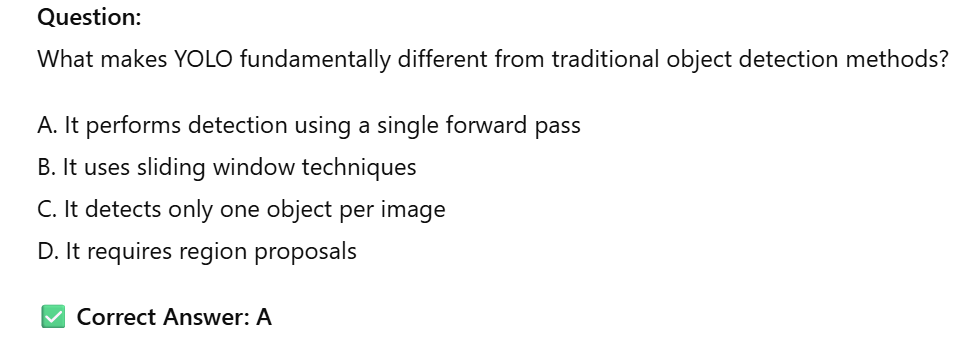 Question:
What makes YOLO fundamentally different from traditional object detection methods?
A. It performs detection using a single forward pass
B. It uses sliding window techniques
C. It detects only one object per image
D. It requires region proposals
✅ Correct Answer: A